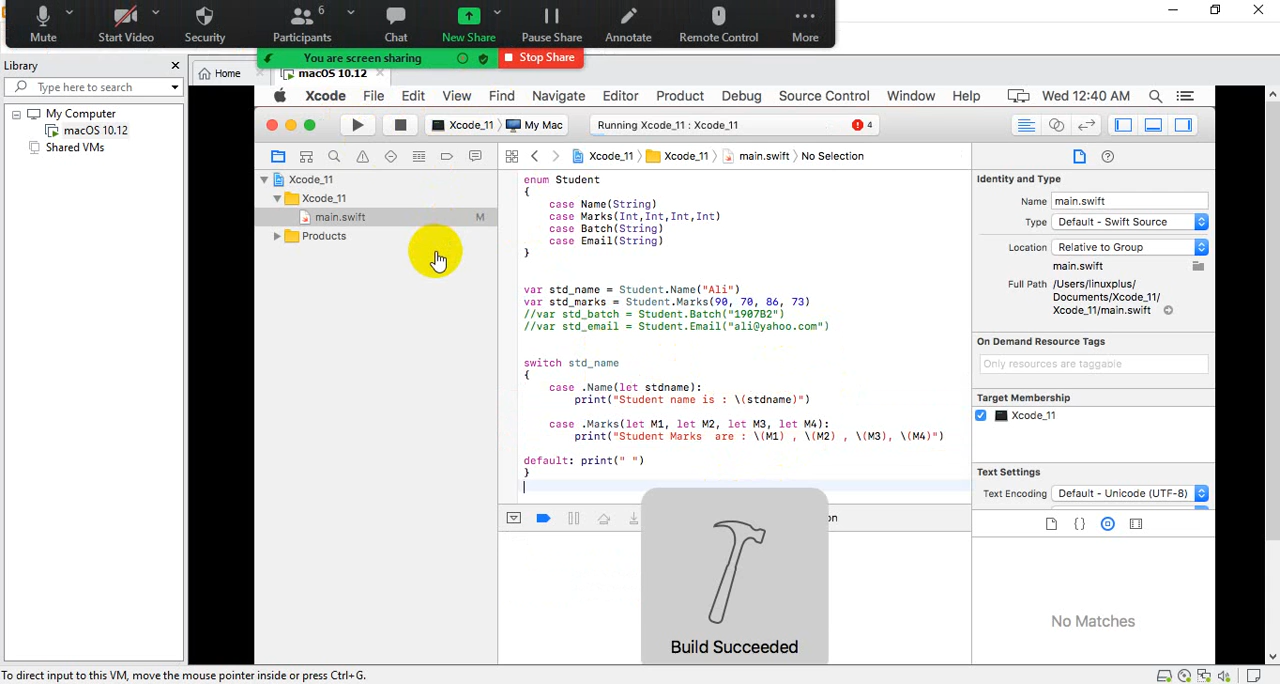 6
Mute
Start Video
Security
Participants
Chat
New Share
Pause Share
Annotate
Remote Control
More
You are screen sharing
Stop Share
Library
Type here to search
My Computer
macOS 10.12
Shared VMs
Home
macOS 10.12
Xcode File Edit View Find Navigate Editor Product Debug Source Control Window Help Wed 12:40 AM
Xcode_11 My Mac
Running Xcode_11 : Xcode_11
4
Xcode_11
Xcode_11
main.swift M
Products
Xcode_11 Xcode_11 main.swift No Selection
enum Student
{
case Name(String)
case Marks(Int,Int,Int,Int)
case Batch(String)
case Email(String)
}
var std_name = Student.Name("Ali")
var std_marks = Student.Marks(90, 70, 86, 73)
//var std_batch = Student.Batch("1907B2")
//var std_email = Student.Email("ali@yahoo.com")
switch std_name
{
case .Name(let stdname):
print("Student name is : \(stdname)")
case .Marks(let M1, let M2, let M3, let M4):
print("Student Marks  are : \(M1) , \(M2) , \(M3), \(M4)")
default: print(" ")
}
Build Succeeded
Identity and Type
Name main.swift
Type Default - Swift Source
Location Relative to Group
main.swift
Full Path /Users/linuxplus/
Documents/Xcode_11/
Xcode_11/main.swift
On Demand Resource Tags
Only resources are taggable
Target Membership
Xcode_11
Text Settings
Text Encoding Default - Unicode (UTF-8)
{ }
No Matches
To direct input to this VM, move the mouse pointer inside or press Ctrl+G.